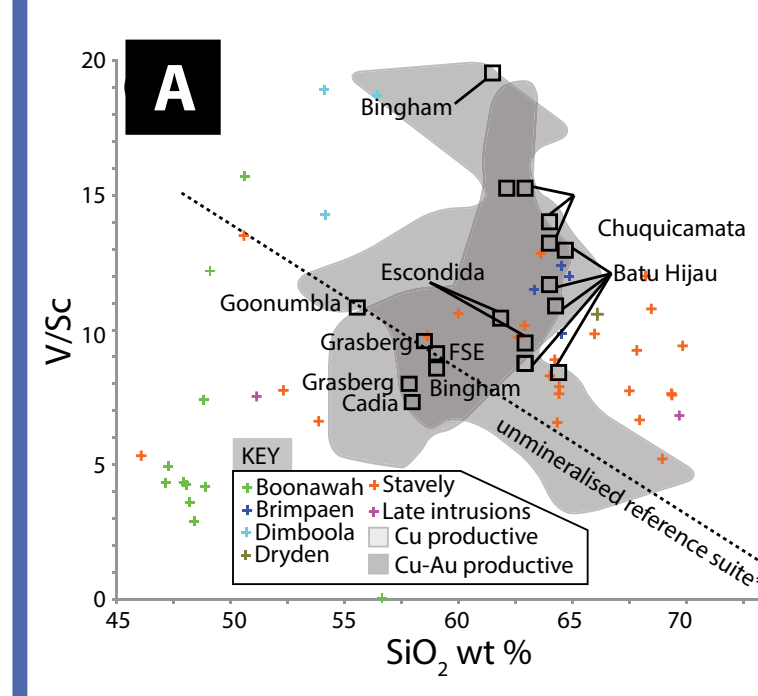 A
20
15
10
5
0
V/Sc
Bingham
Chuquicamata
Escondida
Batu Hijau
Goonumbla
Grasberg
FSE
Grasberg
Bingham
Cadia
unmineralised reference suite*
KEY
Boonawah
Brimpaen
Dimboola
Dryden
Stavely
Late intrusions
Cu productive
Cu-Au productive
45
50
55
60
65
70
SiO₂ wt %